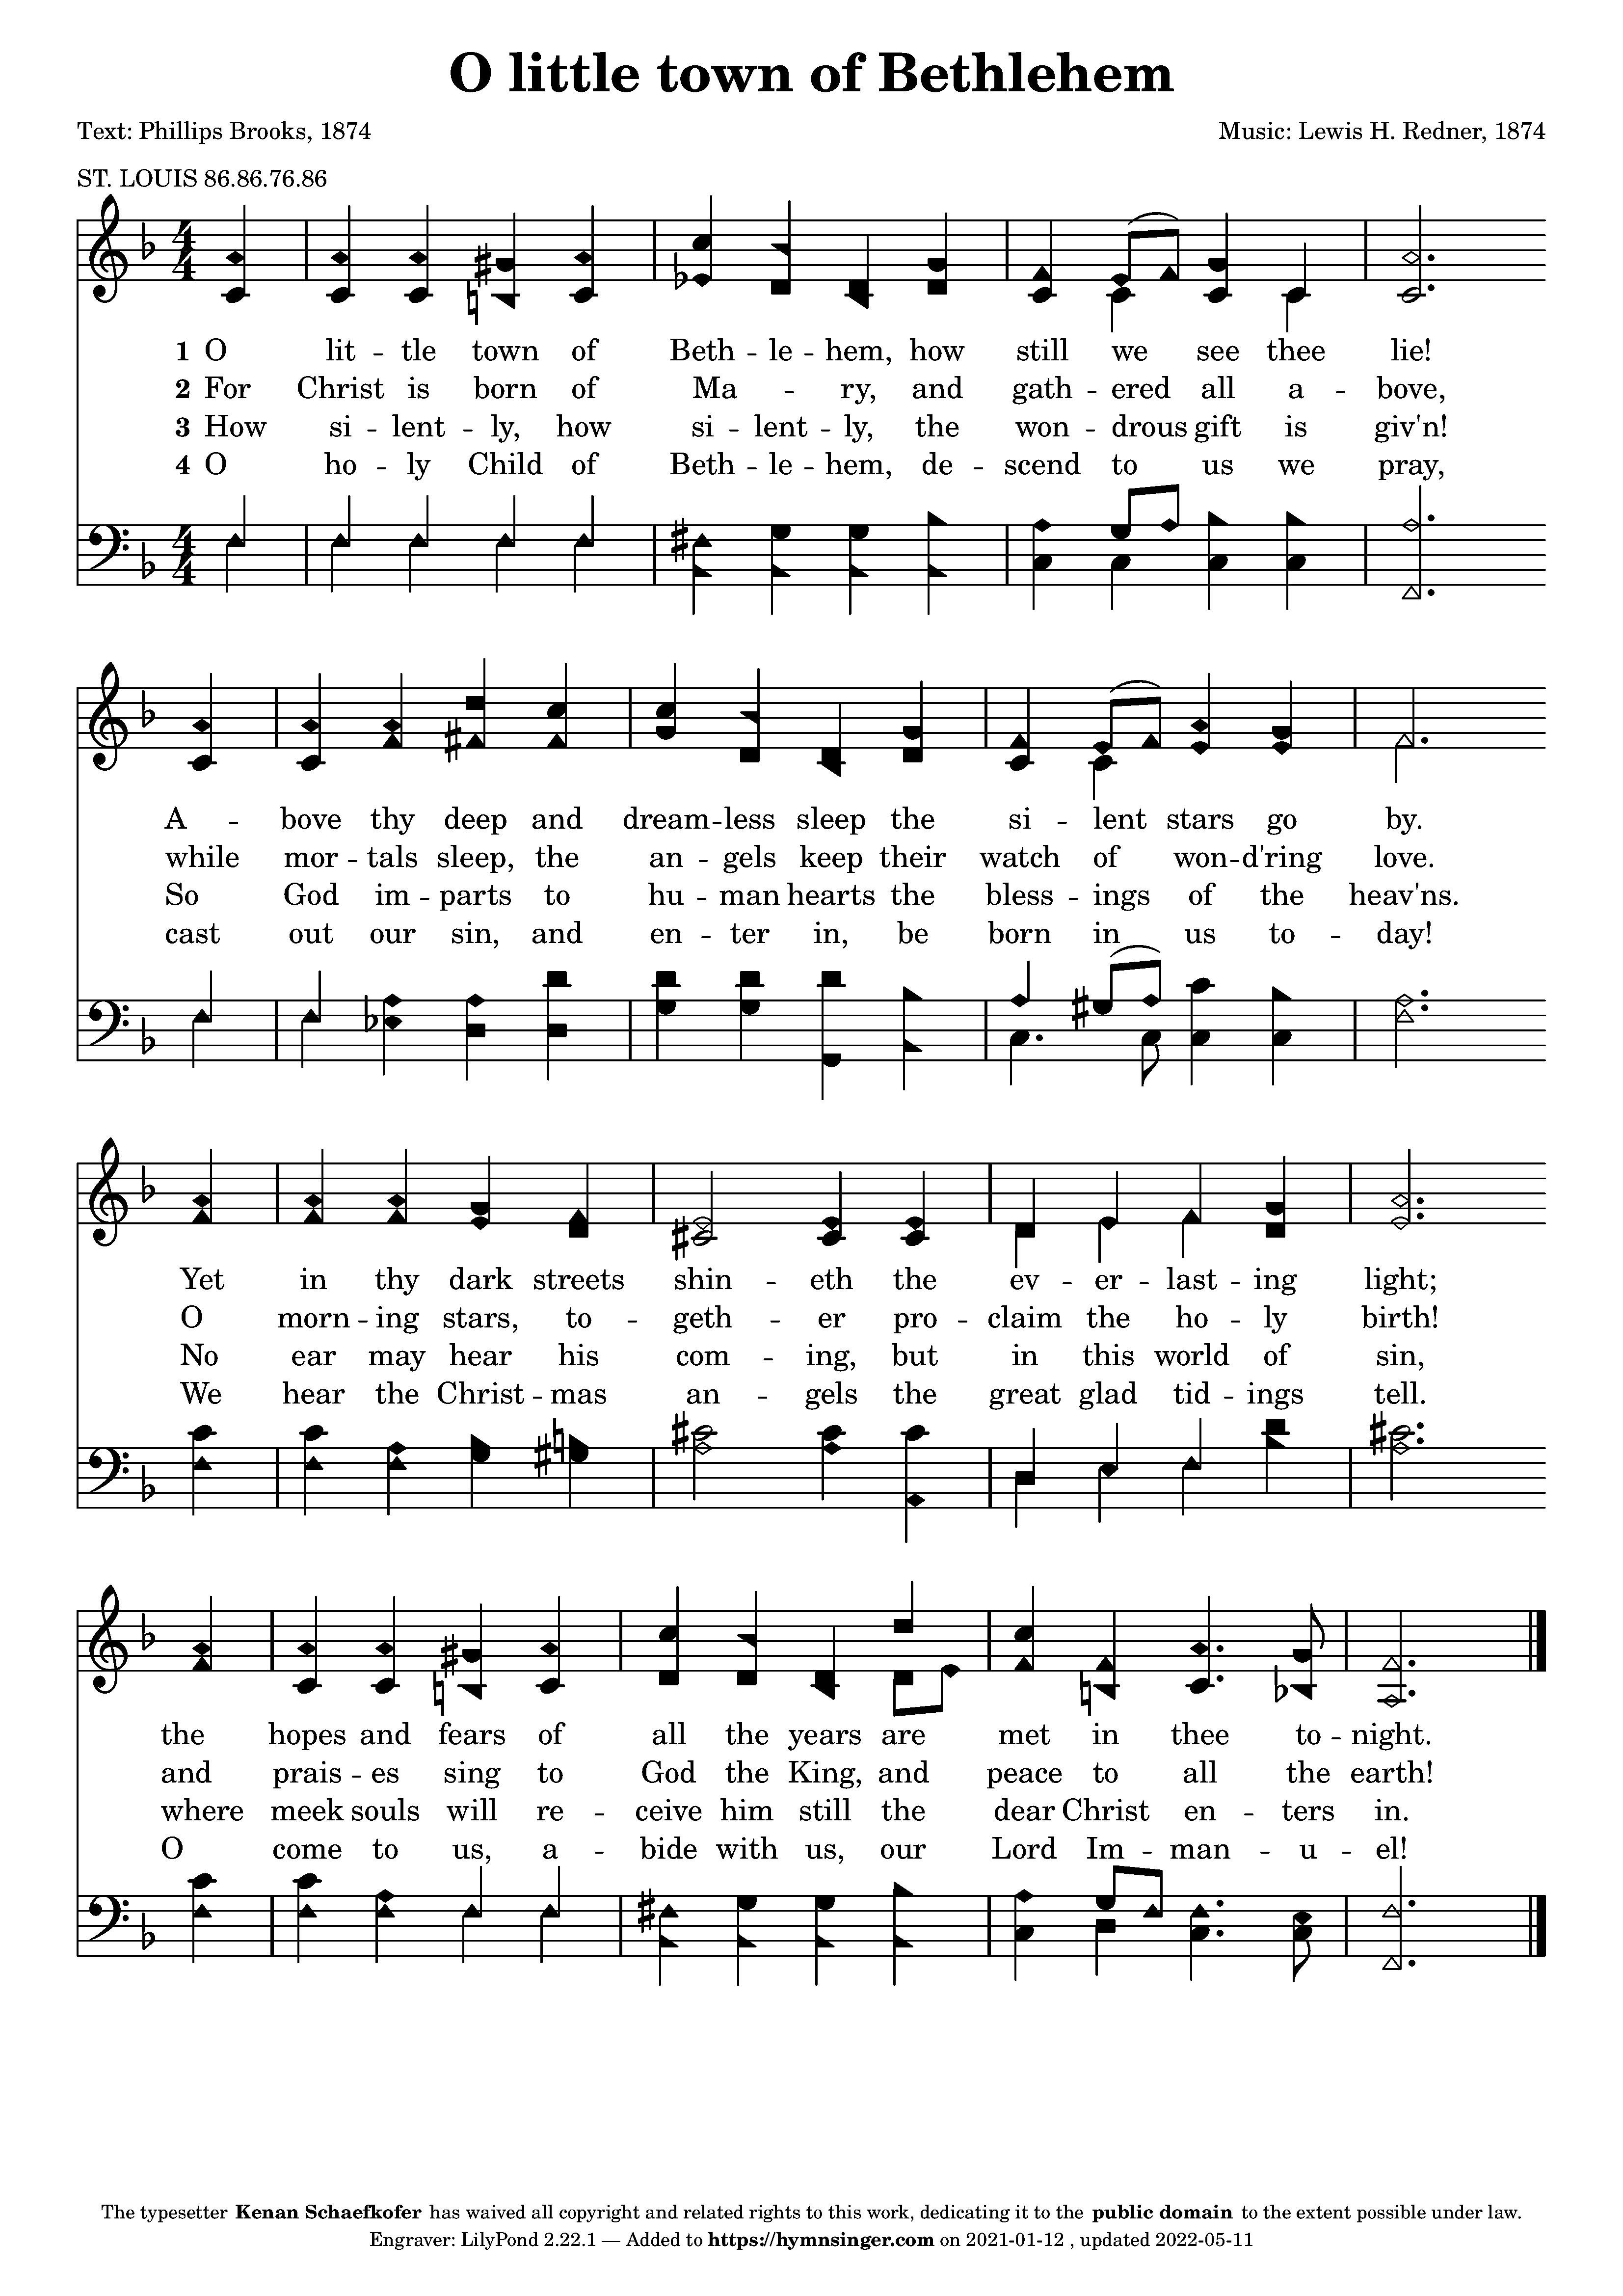 O little town of Bethlehem
Text: Phillips Brooks, 1874
Music: Lewis H. Redner, 1874
ST. LOUIS 86.86.76.86
1 O lit -- tle town of Beth -- le -- hem, how still we see thee lie!
2 For Christ is born of Ma -- ry, and gath -- ered all a -- bove,
3 How si -- lent -- ly, how si -- lent -- ly, the won -- drous gift is giv'n!
4 O ho -- ly Child of Beth -- le -- hem, de -- scend to us we pray,
A -- bove thy deep and dream -- less sleep the si -- lent stars go by.
while mor -- tals sleep, the an -- gels keep their watch of won -- d'ring love.
So God im -- parts to hu -- man hearts the bless -- ings of the heav'ns.
cast out our sin, and en -- ter in, be born in us to -- day!
Yet in thy dark streets shin -- eth the ev -- er -- last -- ing light;
O morn -- ing stars, to -- geth -- er pro -- claim the ho -- ly birth!
No ear may hear his com -- ing, but in this world of sin,
We hear the Christ -- mas an -- gels the great glad tid -- ings tell.
the hopes and fears of all the years are met in thee to -- night.
and prais -- es sing to God the King, and peace to all the earth!
where meek souls will re -- ceive him still the dear Christ en -- ters in.
O come to us, a -- bide with us, our Lord Im -- man -- u -- el!
The typesetter Kenan Schaefkofer has waived all copyright and related rights to this work, dedicating it to the public domain to the extent possible under law.
Engraver: LilyPond 2.22.1 — Added to https://hymnsinger.com on 2021-01-12 , updated 2022-05-11